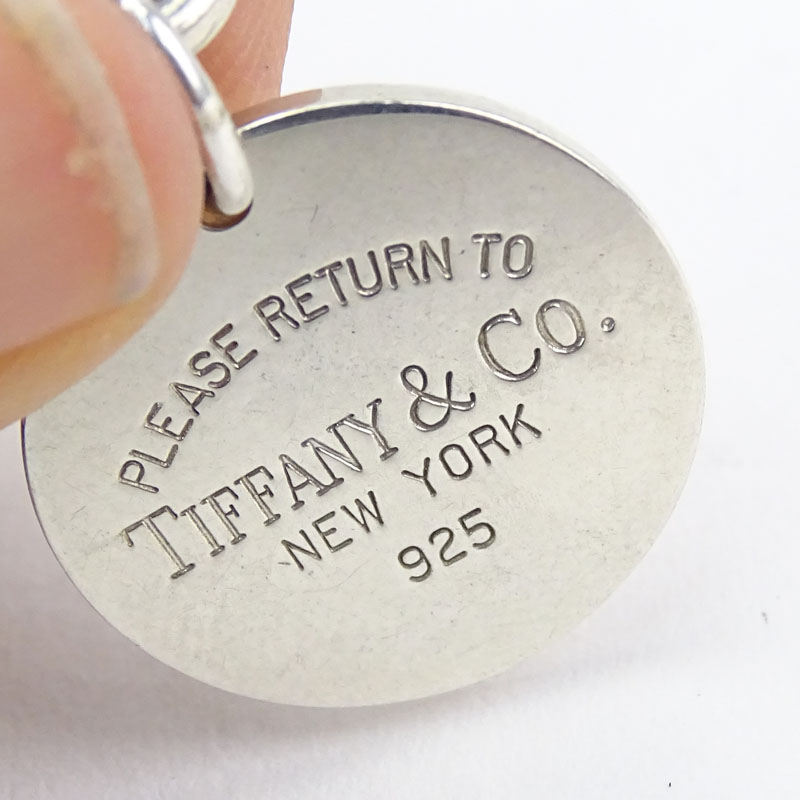 PLEASE RETURN TO
TIFFANY & CO.
NEW YORK
925